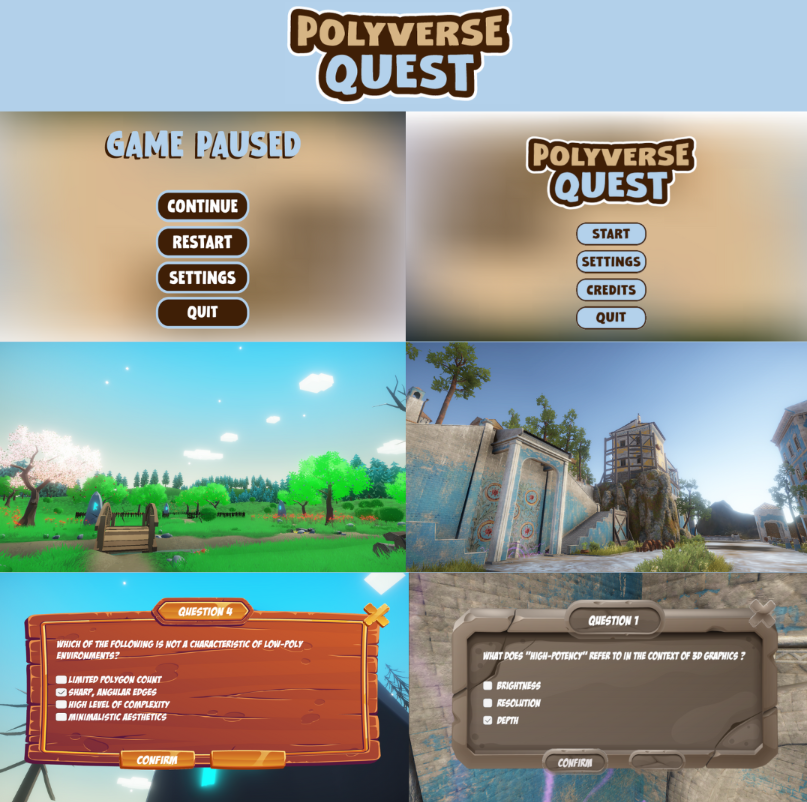 POLYVERSE
QUEST
GAME PAUSED
CONTINUE
RESTART
SETTINGS
QUIT
POLYVERSE
QUEST
START
SETTINGS
CREDITS
QUIT
QUESTION 4
WHICH OF THE FOLLOWING IS NOT A CHARACTERISTIC OF LOW-POLY
ENVIRONMENTS?
LIMITED POLYGON COUNT
SHARP, ANGULAR EDGES
HIGH LEVEL OF COMPLEXITY
MINIMALISTIC AESTHETICS
CONFIRM
QUESTION 1
WHAT DOES "HIGH-POTENCY" REFER TO IN THE CONTEXT OF 3D GRAPHICS ?
BRIGHTNESS
RESOLUTION
DEPTH
CONFIRM